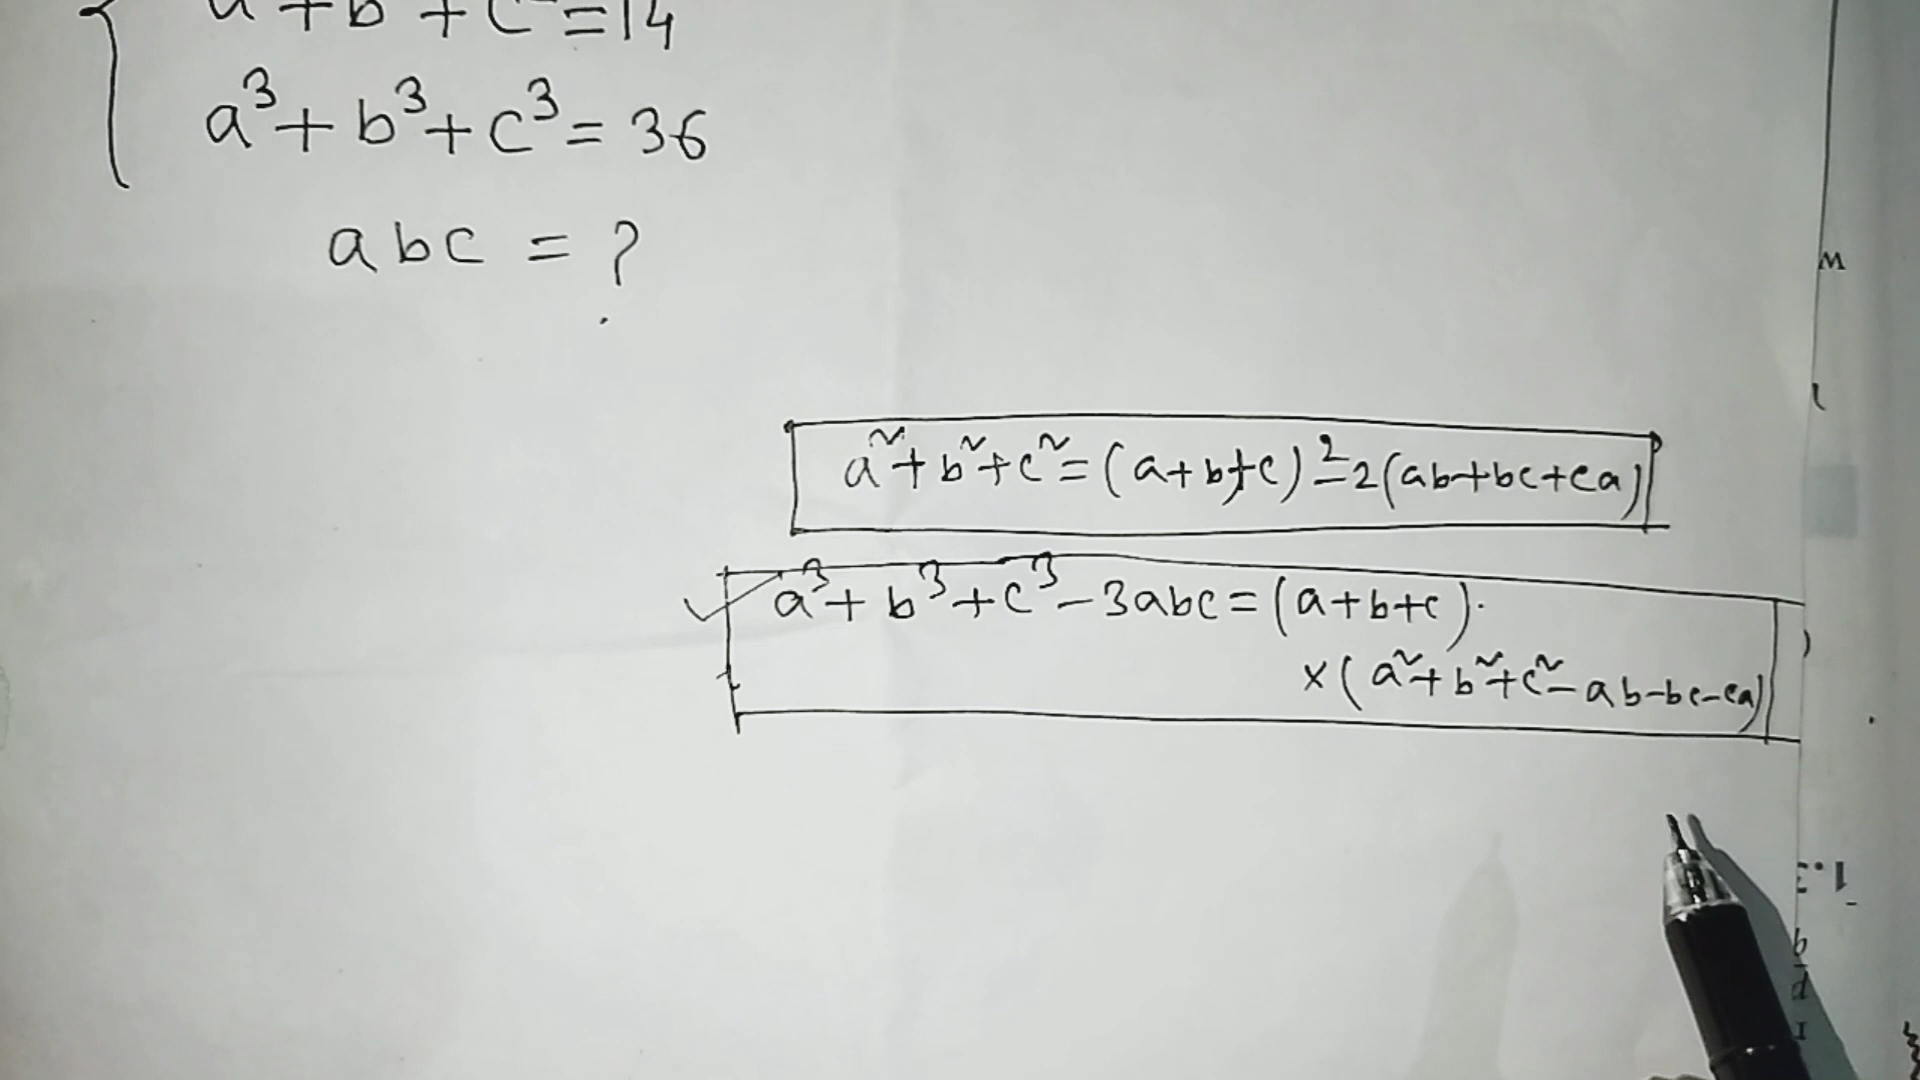 a + b + c = 14
a³ + b³ + c³ = 36
abc = ?
a² + b² + c² = (a+b+c)² - 2(ab+bc+ca)
a³ + b³ + c³ - 3abc = (a+b+c).
×(a² + b² + c² - ab - bc - ca)